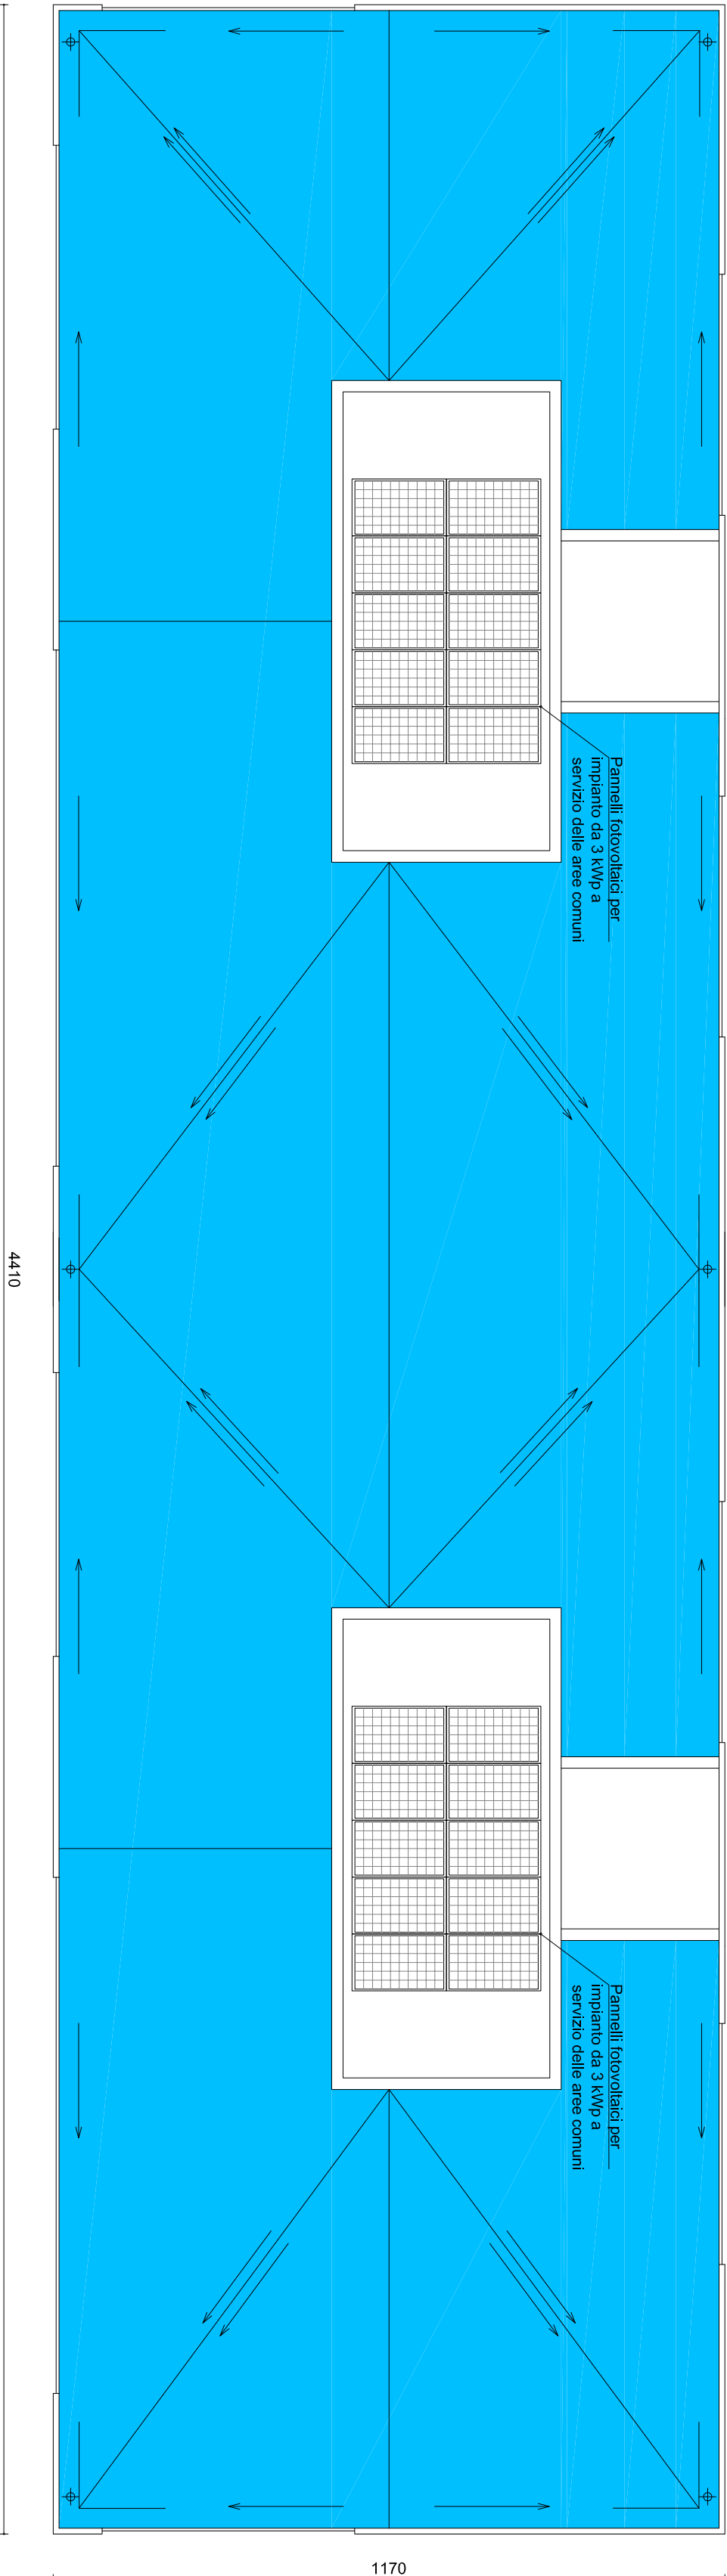 Pannelli fotovoltaici per
impianto da 3 kWp a
servizio delle aree comuni
4410
Pannelli fotovoltaici per
impianto da 3 kWp a
servizio delle aree comuni
1170